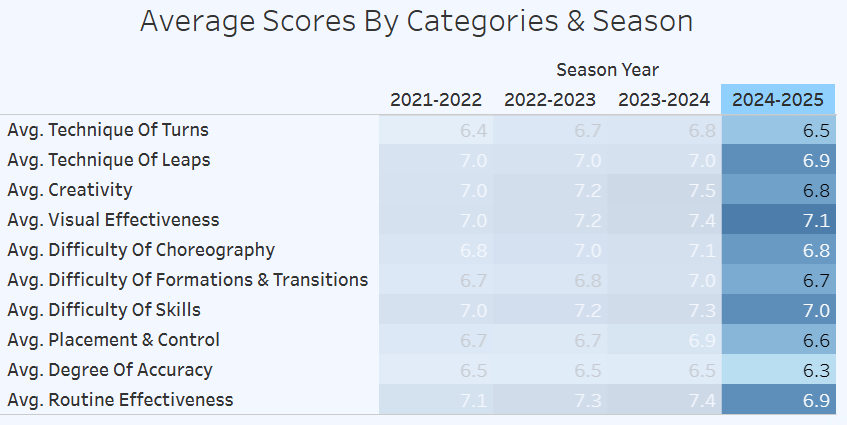 Average Scores By Categories & Season
Season Year
2021-2022 2022-2023 2023-2024 2024-2025
Avg. Technique Of Turns 6.4 6.7 6.8 6.5
Avg. Technique Of Leaps 7.0 7.0 7.0 6.9
Avg. Creativity 7.0 7.2 7.5 6.8
Avg. Visual Effectiveness 7.0 7.2 7.4 7.1
Avg. Difficulty Of Choreography 6.8 7.0 7.1 6.8
Avg. Difficulty Of Formations & Transitions 6.7 6.8 7.0 6.7
Avg. Difficulty Of Skills 7.0 7.2 7.3 7.0
Avg. Placement & Control 6.7 6.7 6.9 6.6
Avg. Degree Of Accuracy 6.5 6.5 6.5 6.3
Avg. Routine Effectiveness 7.1 7.3 7.4 6.9